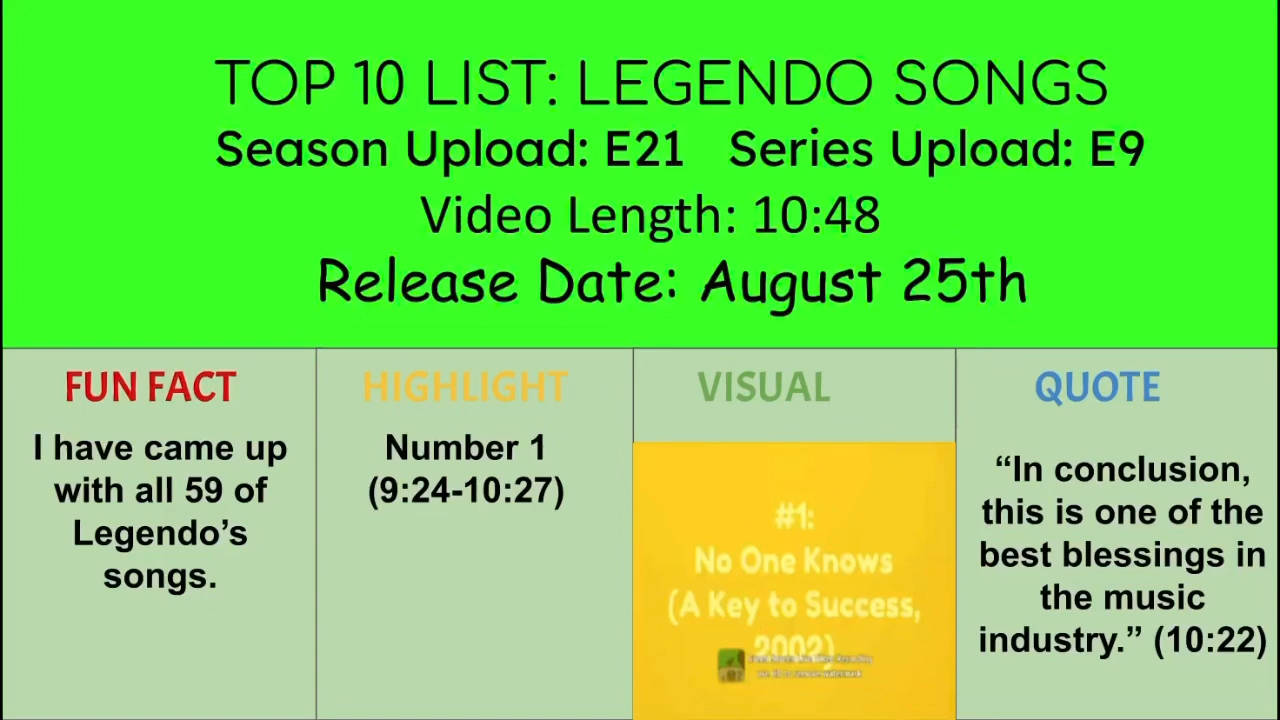 TOP 10 LIST: LEGENDO SONGS
Season Upload: E21 Series Upload: E9
Video Length: 10:48
Release Date: August 25th
FUN FACT
I have came up
with all 59 of
Legendo’s
songs.
HIGHLIGHT
Number 1
(9:24-10:27)
VISUAL
#1:
No One Knows
(A Key to Success,
2002)
QUOTE
“In conclusion,
this is one of the
best blessings in
the music
industry.” (10:22)